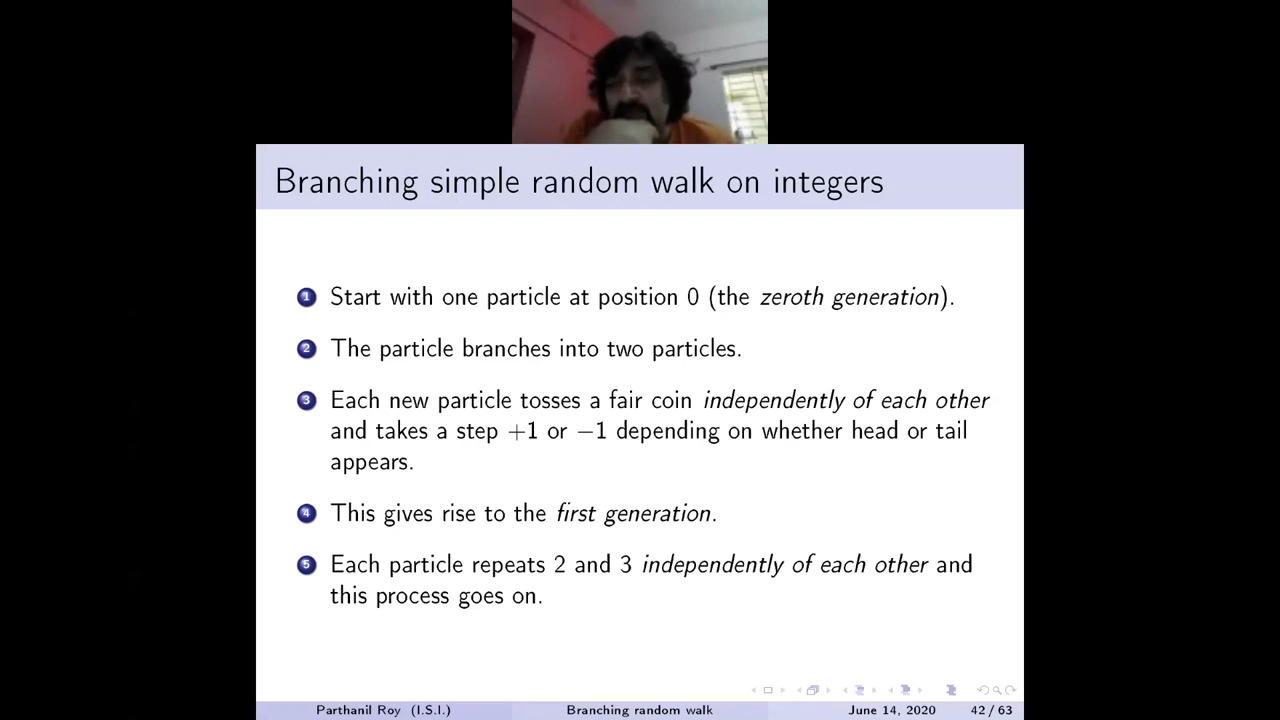 Branching simple random walk on integers
1 Start with one particle at position 0 (the zeroth generation).
2 The particle branches into two particles.
3 Each new particle tosses a fair coin independently of each other
and takes a step +1 or −1 depending on whether head or tail
appears.
4 This gives rise to the first generation.
5 Each particle repeats 2 and 3 independently of each other and
this process goes on.
Parthanil Roy (I.S.I.) Branching random walk June 14, 2020 42 / 63